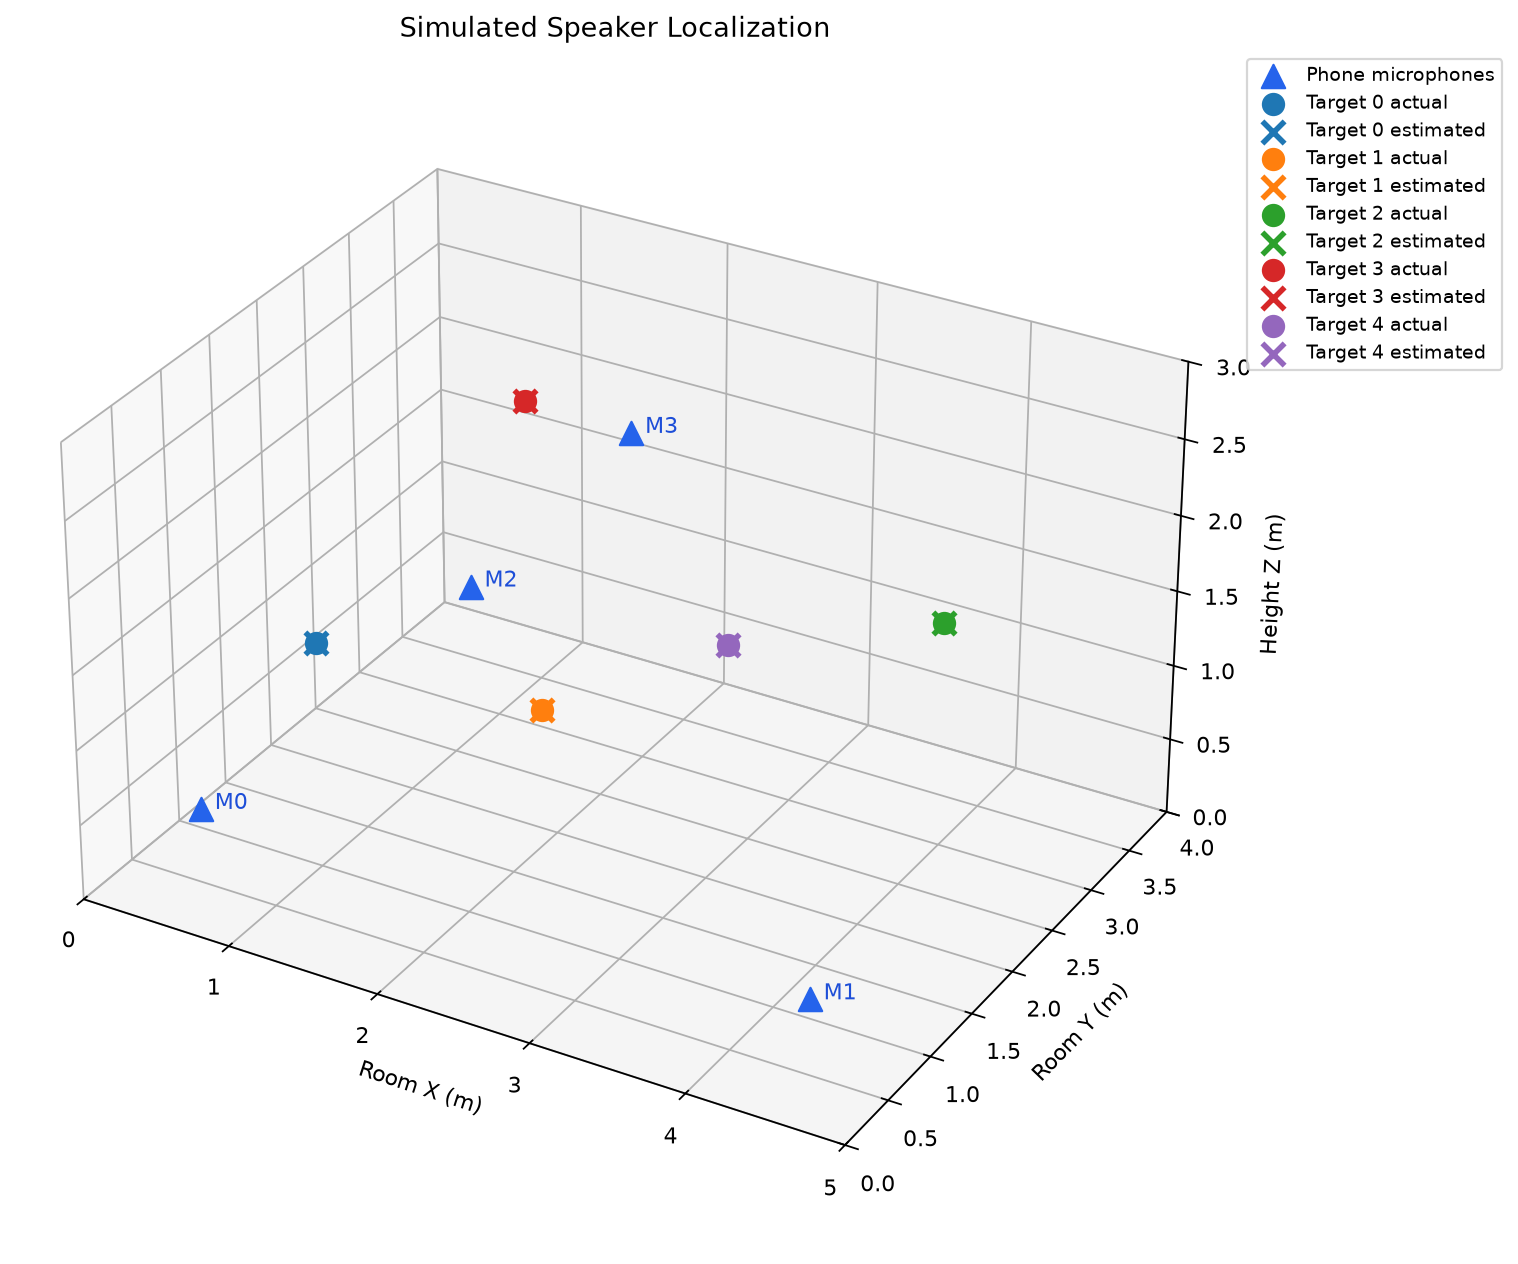 Simulated Speaker Localization
Phone microphones
Target 0 actual
Target 0 estimated
Target 1 actual
Target 1 estimated
Target 2 actual
Target 2 estimated
Target 3 actual
Target 3 estimated
Target 4 actual
Target 4 estimated
M3
M2
M0
M1
3.0
2.5
2.0
1.5
1.0
0.5
0.0
Height Z (m)
4.0
3.5
3.0
2.5
2.0
1.5
1.0
0.5
0.0
Room Y (m)
0
1
2
3
4
5
Room X (m)